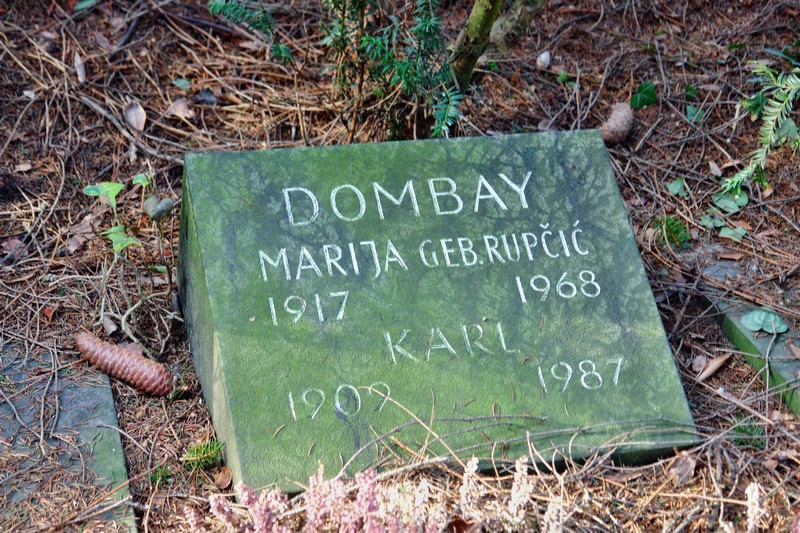 DOMBAY
MARIJA GEB. RUPČIĆ
1917 1968
KARL
1909 1987